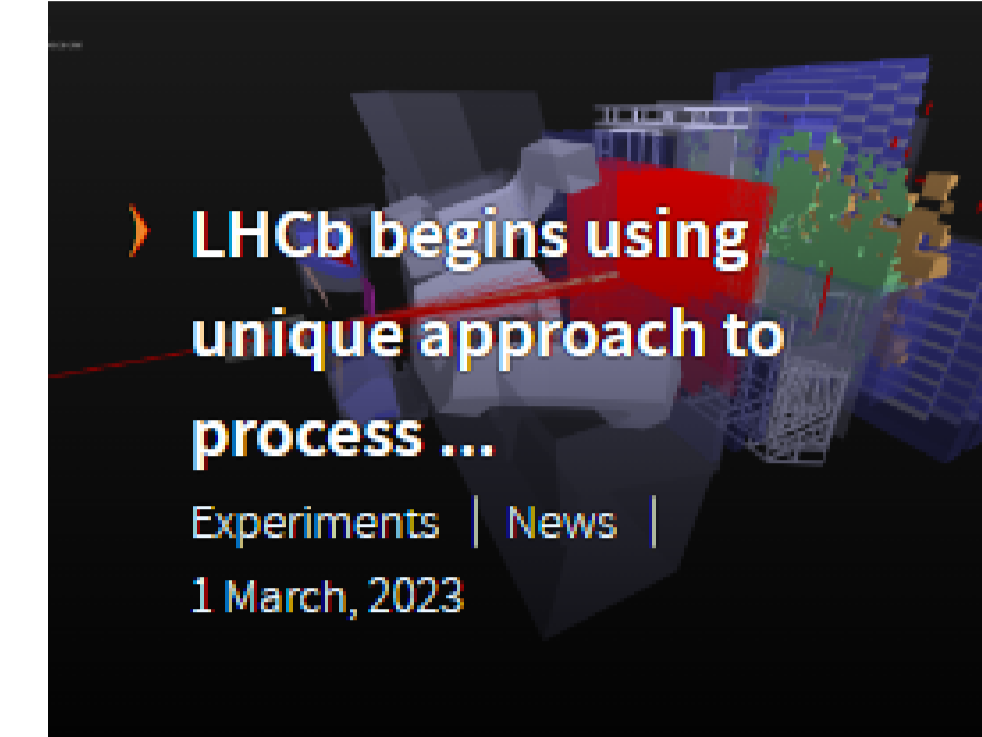 LHCb begins using
unique approach to
process ...
Experiments | News |
1 March, 2023